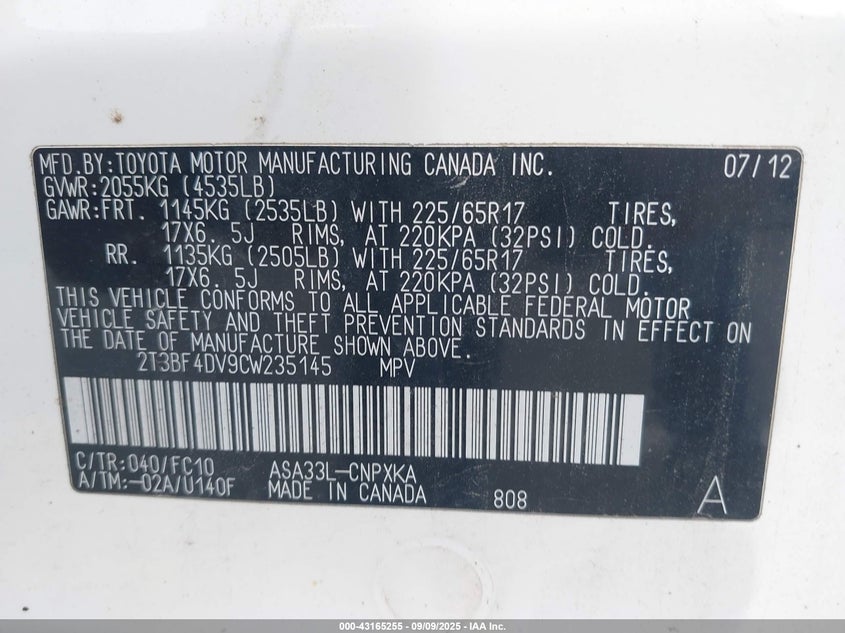 MFD.BY:TOYOTA MOTOR MANUFACTURING CANADA INC. 07/12
GVWR:2055KG (4535LB)
GAWR:FRT. 1145KG (2535LB) WITH 225/65R17 TIRES,
17X6. 5J RIMS, AT 220KPA (32PSI) COLD.
RR. 1135KG (2505LB) WITH 225/65R17 TIRES,
17X6. 5J RIMS, AT 220KPA (32PSI) COLD.
THIS VEHICLE CONFORMS TO ALL APPLICABLE FEDERAL MOTOR
VEHICLE SAFETY AND THEFT PREVENTION STANDARDS IN EFFECT ON
THE DATE OF MANUFACTURE SHOWN ABOVE.
2T3BF4DV9CW235145 MPV
C/TR:040/FC10 ASA33L-CNPXKA
A/TM:-02A/U140F MADE IN CANADA 808 A
000-43165255 - 09/09/2025 - IAA Inc.